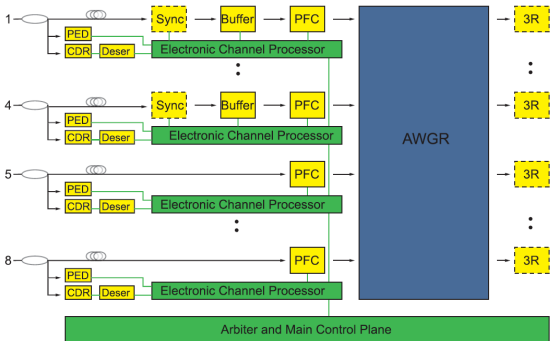 1 Sync Buffer PFC 3R
PED
Electronic Channel Processor
CDR Deser
4 Sync Buffer PFC 3R
PED
Electronic Channel Processor
CDR Deser
AWGR
5 PFC 3R
PED
Electronic Channel Processor
CDR Deser
8 PFC 3R
PED
Electronic Channel Processor
CDR Deser
Arbiter and Main Control Plane